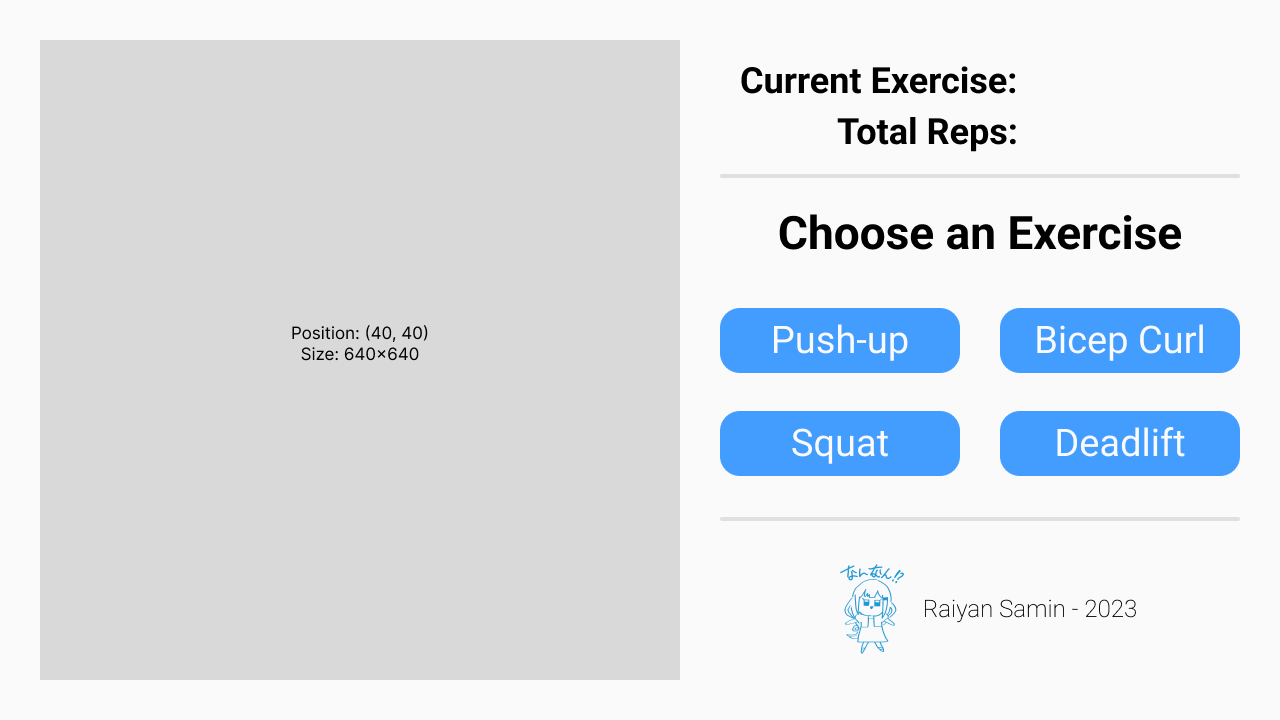 Position: (40, 40)
Size: 640×640
Current Exercise:
Total Reps:
Choose an Exercise
Push-up
Bicep Curl
Squat
Deadlift
なんなん!?
Raiyan Samin - 2023